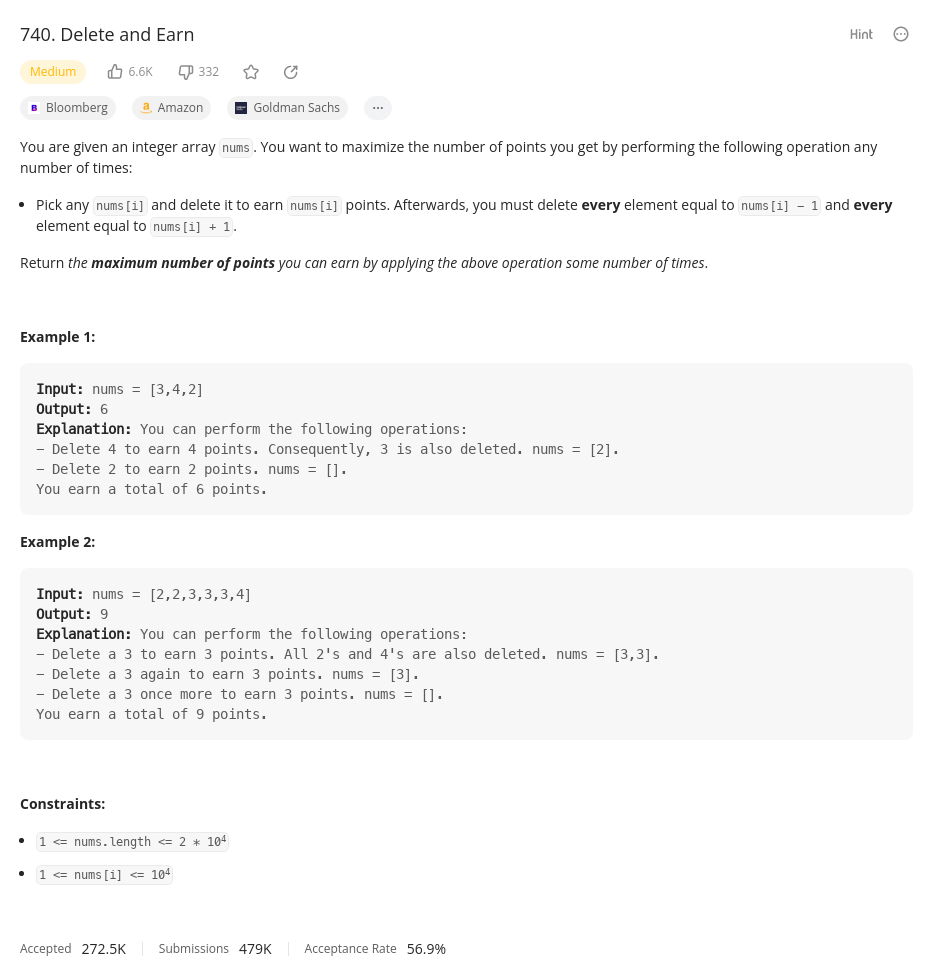 740. Delete and Earn
Hint
Medium 6.6K 332
Bloomberg Amazon Goldman Sachs ...
You are given an integer array nums. You want to maximize the number of points you get by performing the following operation any
number of times:
• Pick any nums[i] and delete it to earn nums[i] points. Afterwards, you must delete every element equal to nums[i] - 1 and every
element equal to nums[i] + 1.
Return the maximum number of points you can earn by applying the above operation some number of times.
Example 1:
Input: nums = [3,4,2]
Output: 6
Explanation: You can perform the following operations:
- Delete 4 to earn 4 points. Consequently, 3 is also deleted. nums = [2].
- Delete 2 to earn 2 points. nums = [].
You earn a total of 6 points.
Example 2:
Input: nums = [2,2,3,3,3,4]
Output: 9
Explanation: You can perform the following operations:
- Delete a 3 to earn 3 points. All 2's and 4's are also deleted. nums = [3,3].
- Delete a 3 again to earn 3 points. nums = [3].
- Delete a 3 once more to earn 3 points. nums = [].
You earn a total of 9 points.
Constraints:
• 1 <= nums.length <= 2 * 10⁴
• 1 <= nums[i] <= 10⁴
Accepted 272.5K Submissions 479K Acceptance Rate 56.9%